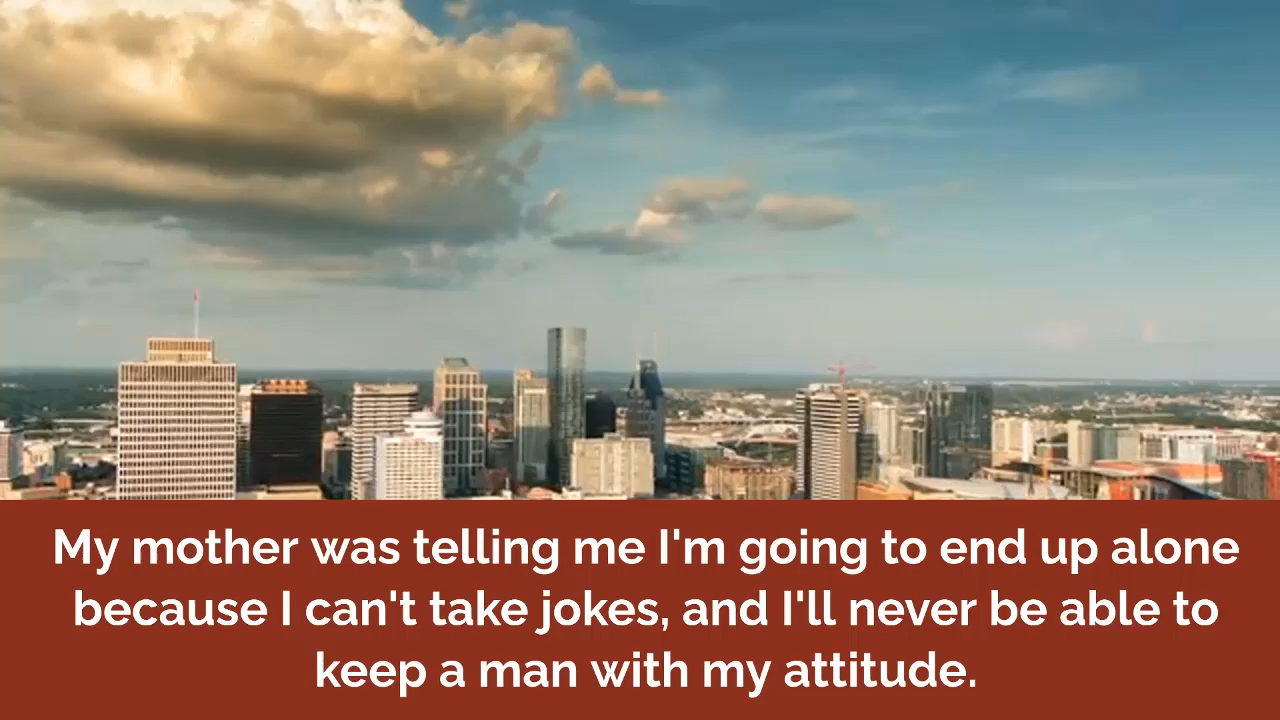 My mother was telling me I'm going to end up alone
because I can't take jokes, and I'll never be able to
keep a man with my attitude.